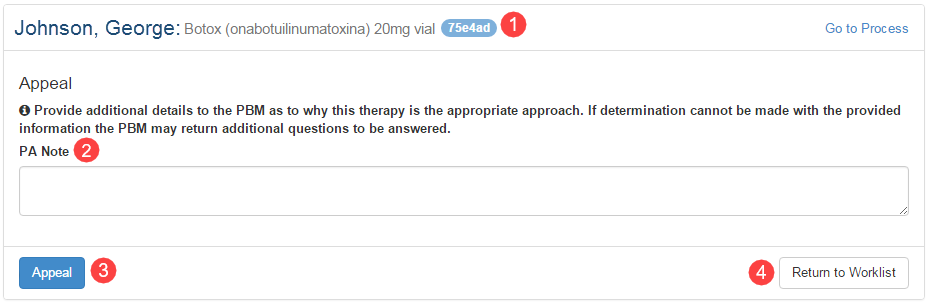 Johnson, George: Botox (onabotuilinumatoxina) 20mg vial 75e4ad 1 Go to Process
Appeal
Provide additional details to the PBM as to why this therapy is the appropriate approach. If determination cannot be made with the provided
information the PBM may return additional questions to be answered.
PA Note 2
Appeal 3 4 Return to Worklist